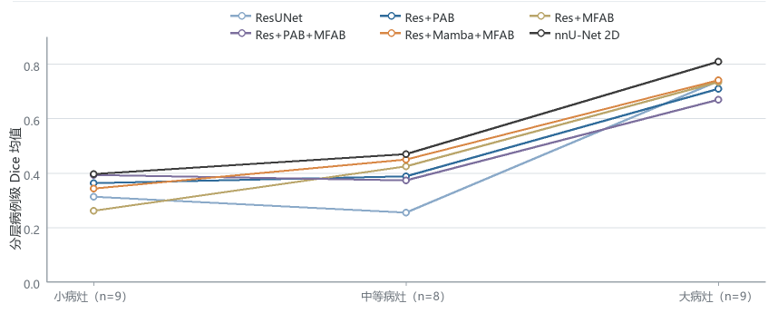 ResUNet Res+PAB Res+MFAB
Res+PAB+MFAB Res+Mamba+MFAB nnU-Net 2D
分层病例级 Dice 均值
0.8
0.6
0.4
0.2
0.0
小病灶 (n=9) 中等病灶 (n=8) 大病灶 (n=9)